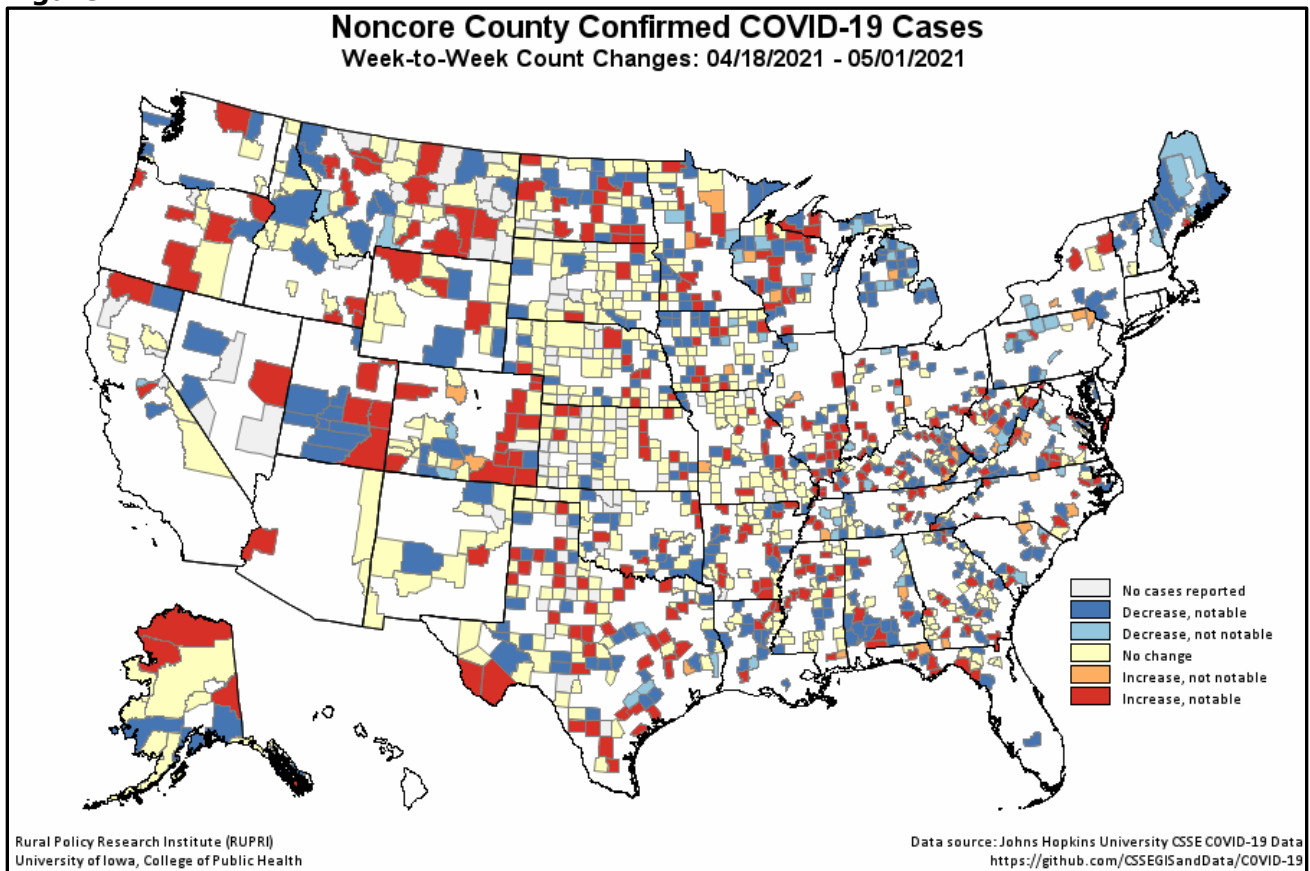 Noncore County Confirmed COVID-19 Cases
Week-to-Week Count Changes: 04/18/2021 - 05/01/2021
No cases reported
Decrease, notable
Decrease, not notable
No change
Increase, not notable
Increase, notable
Rural Policy Research Institute (RUPRI)
University of Iowa, College of Public Health
Data source: Johns Hopkins University CSSE COVID-19 Data
https://github.com/CSSEGISandData/COVID-19